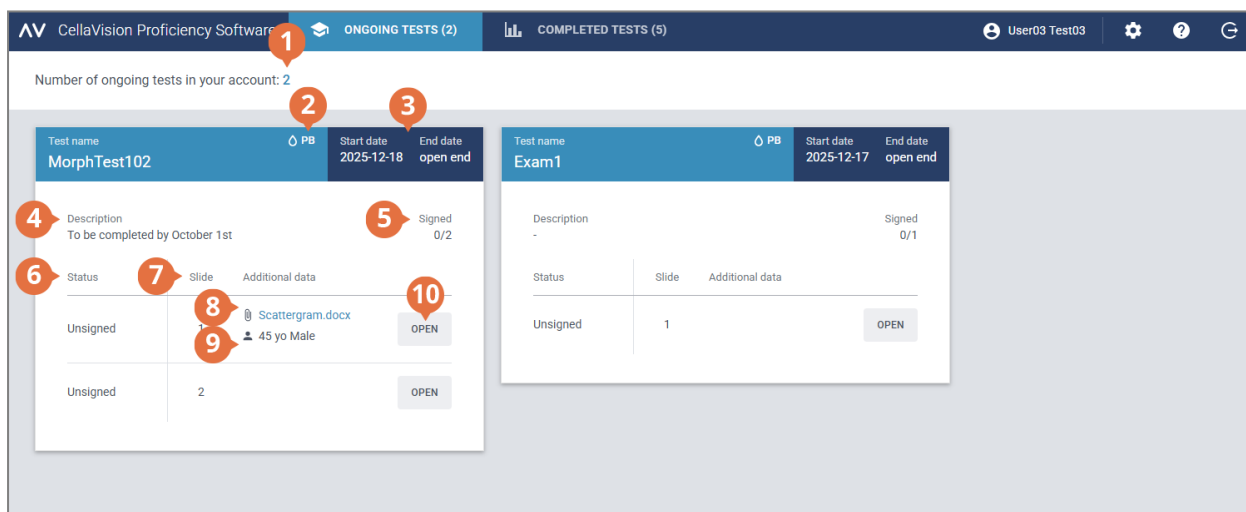 CellaVision Proficiency Software ONGOING TESTS (2) COMPLETED TESTS (5) User03 Test03
1
Number of ongoing tests in your account: 2
2 3
Test name PB Start date End date
MorphTest102 2025-12-18 open end
4 Description 5 Signed
To be completed by October 1st 0/2
6 Status 7 Slide Additional data
8 Scattergram.docx 10
Unsigned 1 OPEN
9 45 yo Male
Unsigned 2 OPEN
Test name PB Start date End date
Exam1 2025-12-17 open end
Description Signed
- 0/1
Status Slide Additional data
Unsigned 1 OPEN